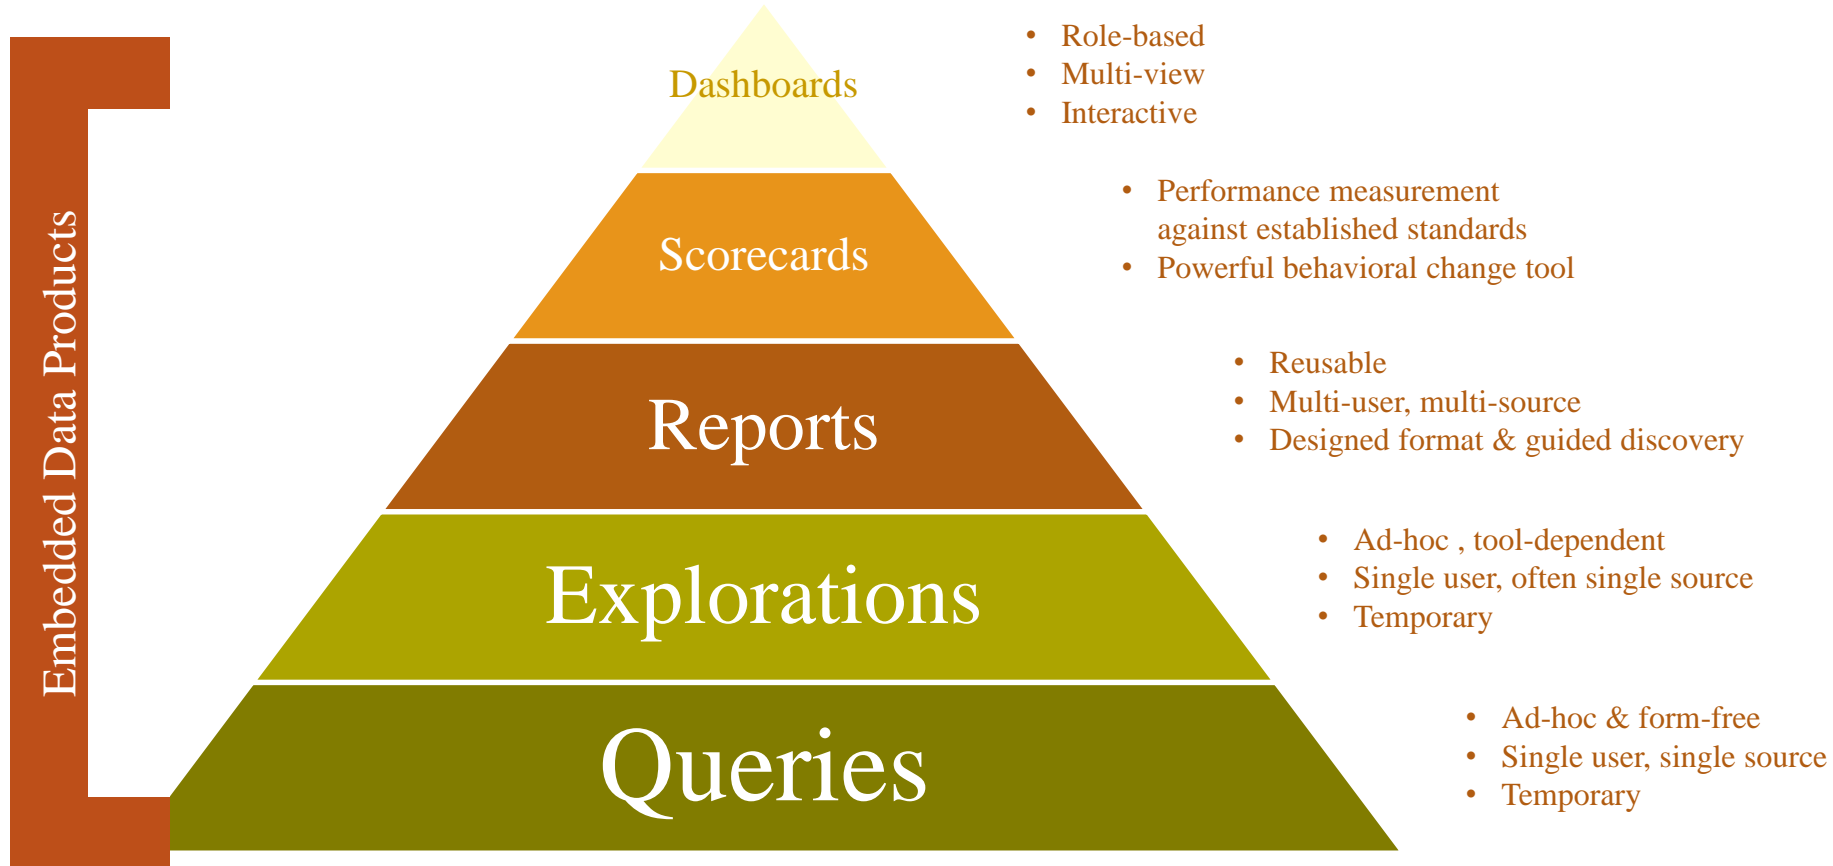 Embedded Data Products
Dashboards
• Role-based
• Multi-view
• Interactive
Scorecards
• Performance measurement
against established standards
• Powerful behavioral change tool
Reports
• Reusable
• Multi-user, multi-source
• Designed format & guided discovery
Explorations
• Ad-hoc , tool-dependent
• Single user, often single source
• Temporary
Queries
• Ad-hoc & form-free
• Single user, single source
• Temporary